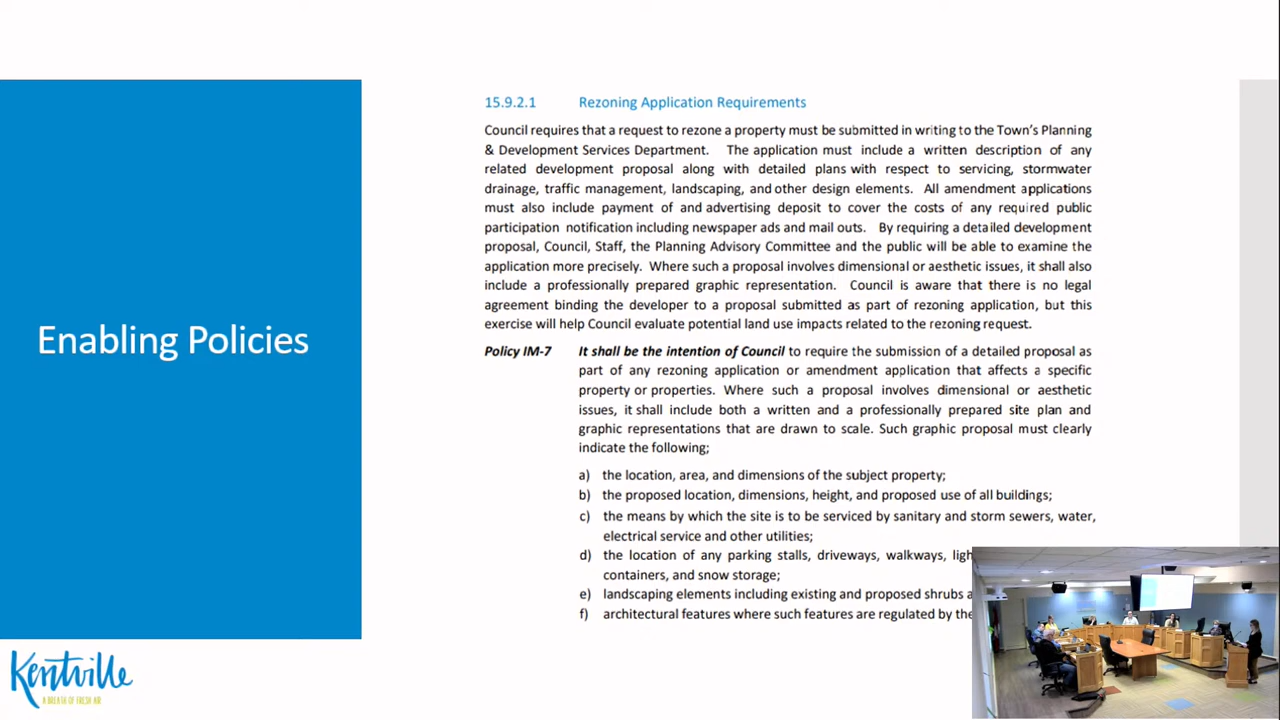 Enabling Policies
15.9.2.1 Rezoning Application Requirements
Council requires that a request to rezone a property must be submitted in writing to the Town's Planning
& Development Services Department. The application must include a written description of any
related development proposal along with detailed plans with respect to servicing, stormwater
drainage, traffic management, landscaping, and other design elements. All amendment applications
must also include payment of and advertising deposit to cover the costs of any required public
participation notification including newspaper ads and mail outs. By requiring a detailed development
proposal, Council, Staff, the Planning Advisory Committee and the public will be able to examine the
application more precisely. Where such a proposal involves dimensional or aesthetic issues, it shall also
include a professionally prepared graphic representation. Council is aware that there is no legal
agreement binding the developer to a proposal submitted as part of rezoning application, but this
exercise will help Council evaluate potential land use impacts related to the rezoning request.
Policy IM-7 It shall be the intention of Council to require the submission of a detailed proposal as
part of any rezoning application or amendment application that affects a specific
property or properties. Where such a proposal involves dimensional or aesthetic
issues, it shall include both a written and a professionally prepared site plan and
graphic representations that are drawn to scale. Such graphic proposal must clearly
indicate the following;
a) the location, area, and dimensions of the subject property;
b) the proposed location, dimensions, height, and proposed use of all buildings;
c) the means by which the site is to be serviced by sanitary and storm sewers, water,
electrical service and other utilities;
d) the location of any parking stalls, driveways, walkways,
containers, and snow storage;
e) landscaping elements including existing and proposed shrubs
f) architectural features where such features are regulated by the
Kentville
A BREATH OF FRESH AIR